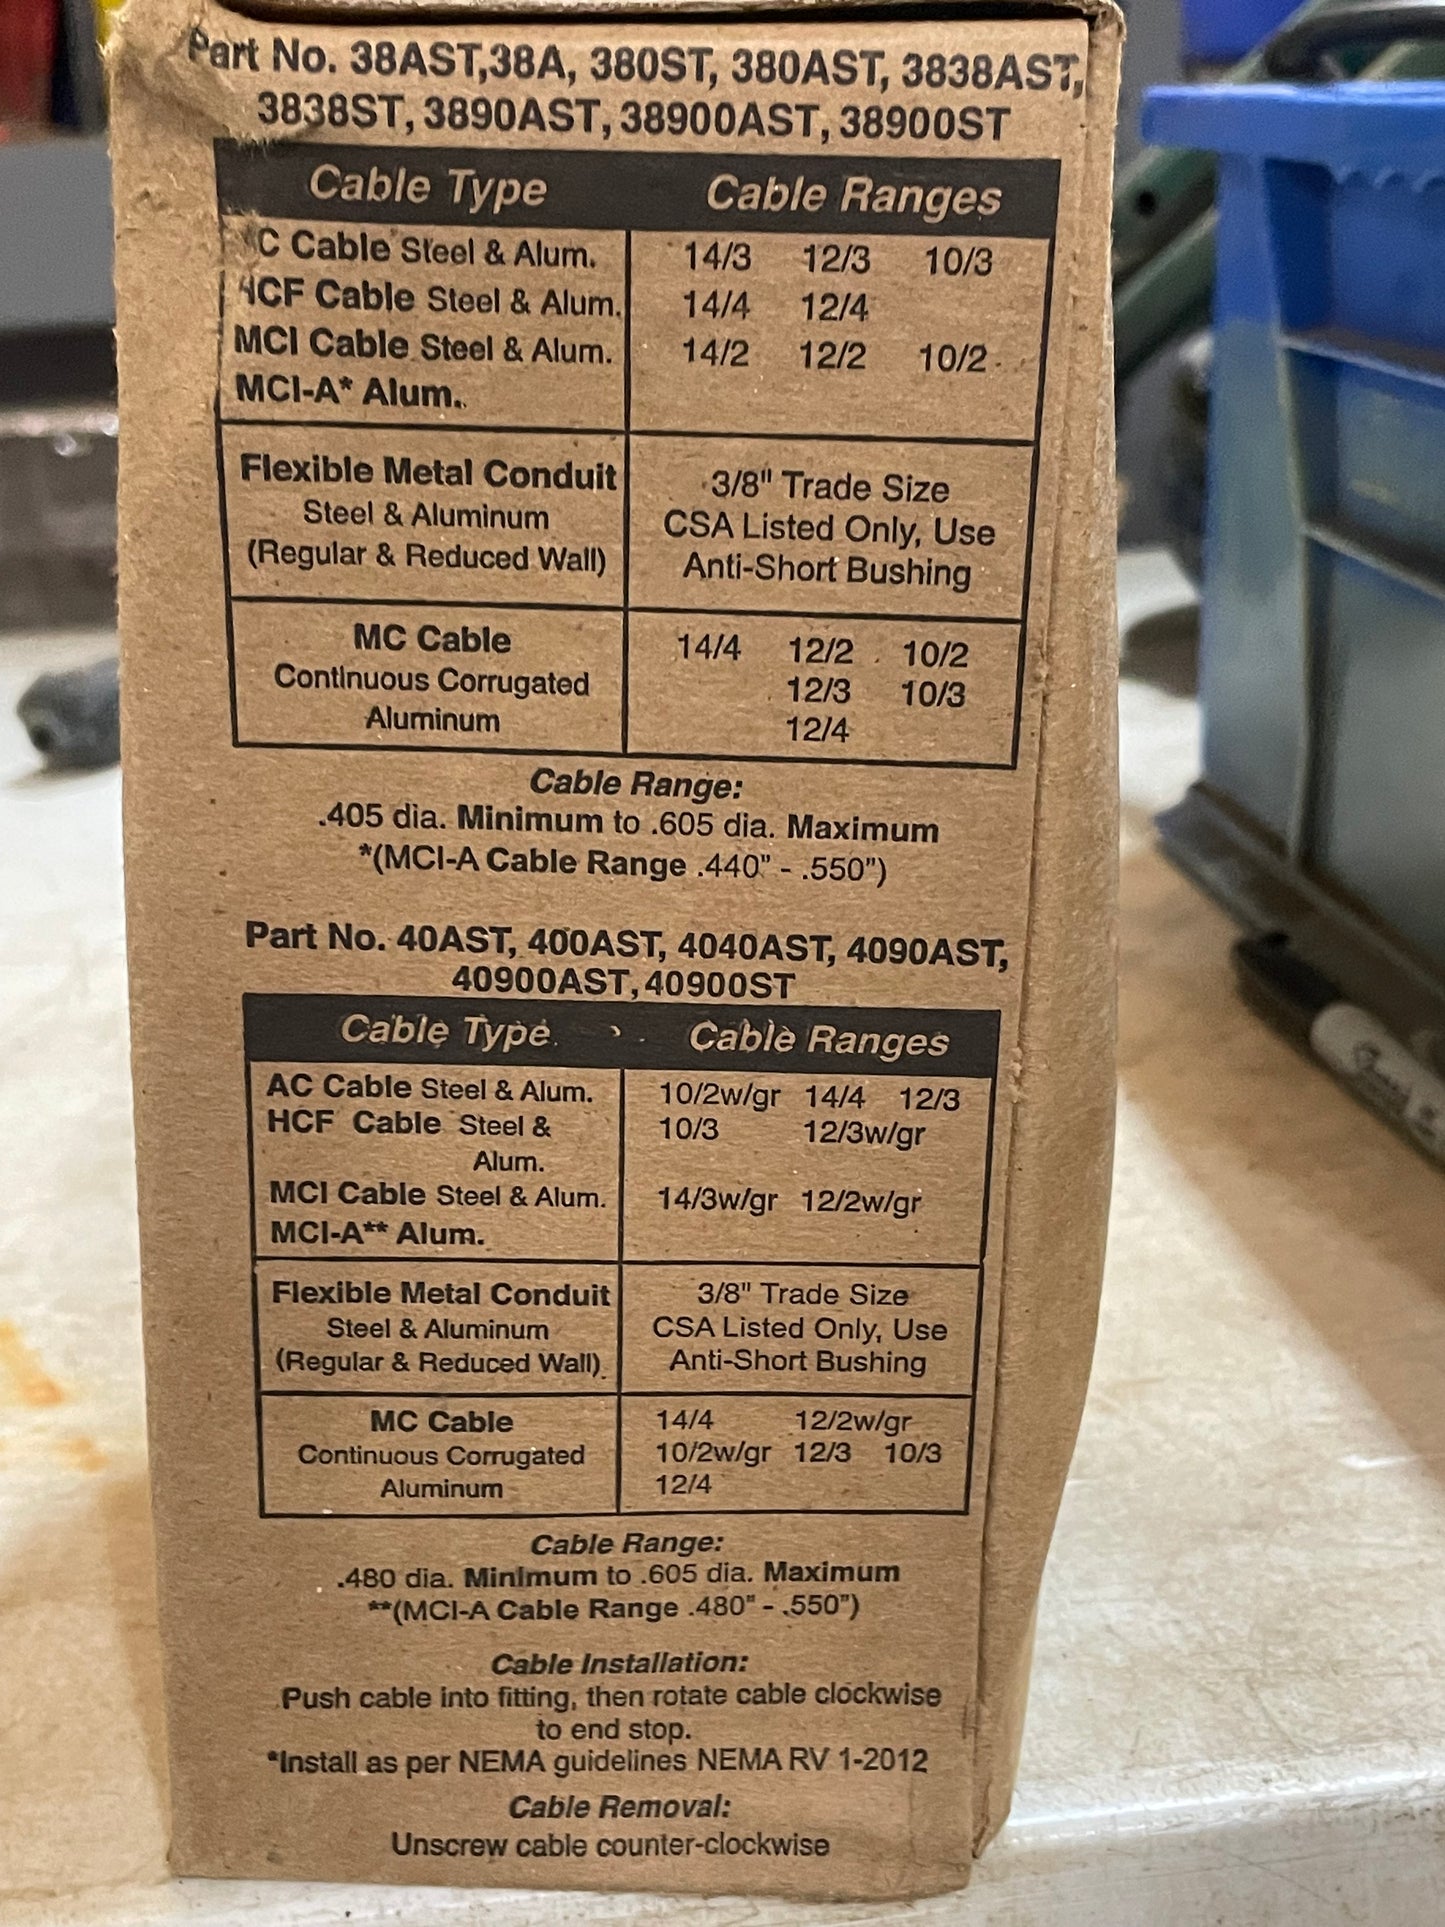 Part No. 38AST,38A, 380ST, 380AST, 3838AST,
3838ST, 3890AST, 38900AST, 38900ST
Cable Type Cable Ranges
C Cable Steel & Alum. 14/3 12/3 10/3
HCF Cable Steel & Alum. 14/4 12/4
MCI Cable Steel & Alum. 14/2 12/2 10/2
MCI-A* Alum.
Flexible Metal Conduit
Steel & Aluminum
(Regular & Reduced Wall)
3/8" Trade Size
CSA Listed Only, Use
Anti-Short Bushing
MC Cable
Continuous Corrugated
Aluminum
14/4 12/2 10/2
12/3 10/3
12/4
Cable Range:
.405 dia. Minimum to .605 dia. Maximum
*(MCI-A Cable Range .440" - .550")
Part No. 40AST, 400AST, 4040AST, 4090AST,
40900AST, 40900ST
Cable Type Cable Ranges
AC Cable Steel & Alum. 10/2w/gr 14/4 12/3
HCF Cable Steel & 10/3 12/3w/gr
Alum.
MCI Cable Steel & Alum. 14/3w/gr 12/2w/gr
MCI-A** Alum.
Flexible Metal Conduit
Steel & Aluminum
(Regular & Reduced Wall)
3/8" Trade Size
CSA Listed Only, Use
Anti-Short Bushing
MC Cable
Continuous Corrugated
Aluminum
14/4 12/2w/gr
10/2w/gr 12/3 10/3
12/4
Cable Range:
.480 dia. Minimum to .605 dia. Maximum
**(MCI-A Cable Range .480" - .550")
Cable Installation:
Push cable into fitting, then rotate cable clockwise
to end stop.
*Install as per NEMA guidelines NEMA RV 1-2012
Cable Removal:
Unscrew cable counter-clockwise